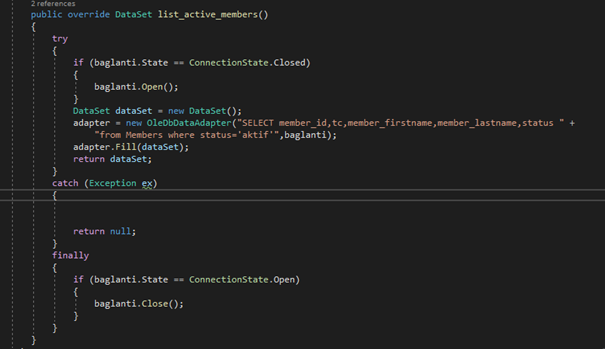 2 references
public override DataSet list_active_members()
{
try
{
if (baglanti.State == ConnectionState.Closed)
{
baglanti.Open();
}
DataSet dataSet = new DataSet();
adapter = new OleDbDataAdapter("SELECT member_id,tc,member_firstname,member_lastname,status " +
"from Members where status='aktif'",baglanti);
adapter.Fill(dataSet);
return dataSet;
}
catch (Exception ex)
{
return null;
}
finally
{
if (baglanti.State == ConnectionState.Open)
{
baglanti.Close();
}
}
}